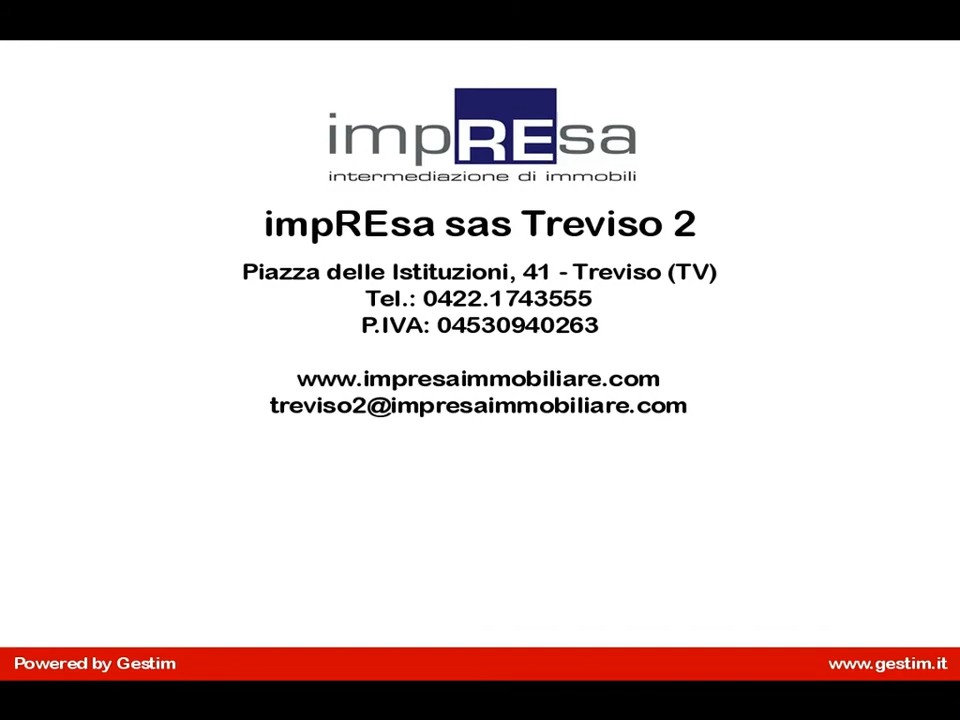 impREsa
intermediazione di immobili
impREsa sas Treviso 2
Piazza delle Istituzioni, 41 - Treviso (TV)
Tel.: 0422.1743555
P.IVA: 04530940263
www.impresaimmobiliare.com
treviso2@impresaimmobiliare.com
Powered by Gestim
www.gestim.it